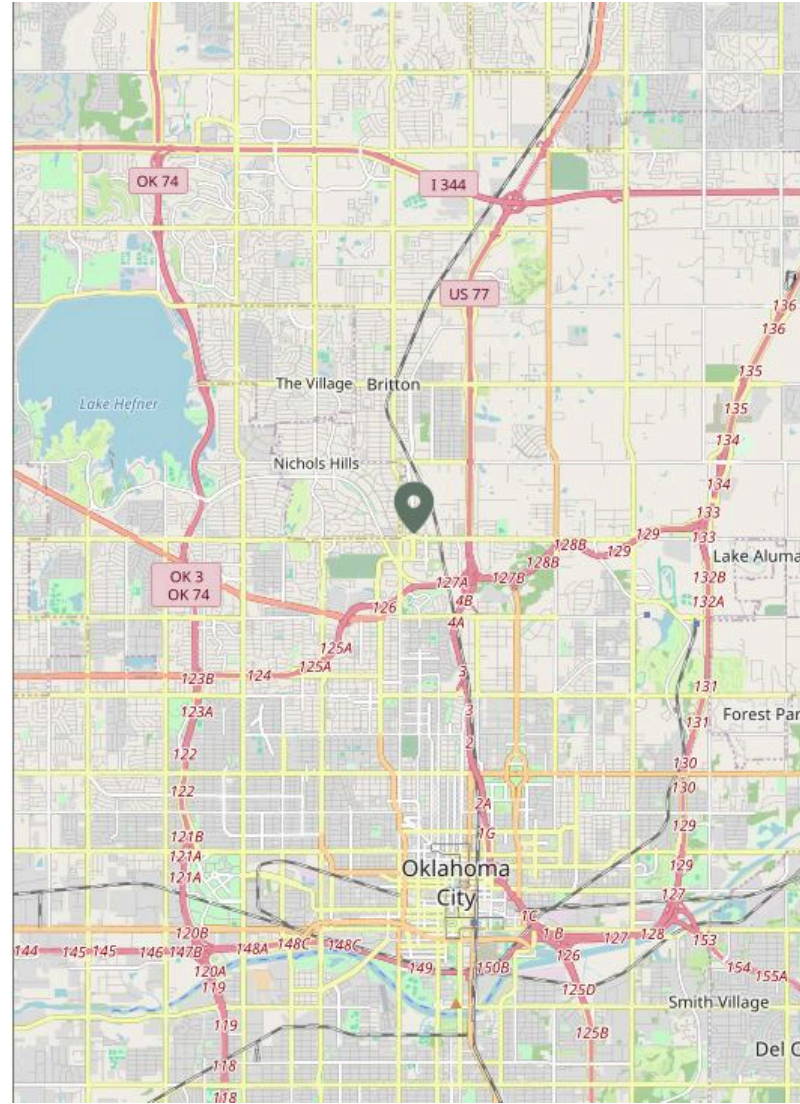 OK 74
I 344
US 77
136
136
135
The Village
Britton
Lake Hefner
135
134
Nichols Hills
134
133
133
129
128B
129
128B
Lake Aluma
OK 3
OK 74
127A
127B
132B
126
4B
132A
4A
125A
125A
123B
124
3
131
123A
3
Forest Par
131
122
2
130
130
122
2A
129
121B
1G
121A
129
121A
Oklahoma
City
127
1C
120B
1 B
127
128
153
144
145
145
146
147B
148A
148C
148C
126
120A
149
150B
154
155A
119
125D
Smith Village
119
125B
Del C
118
118